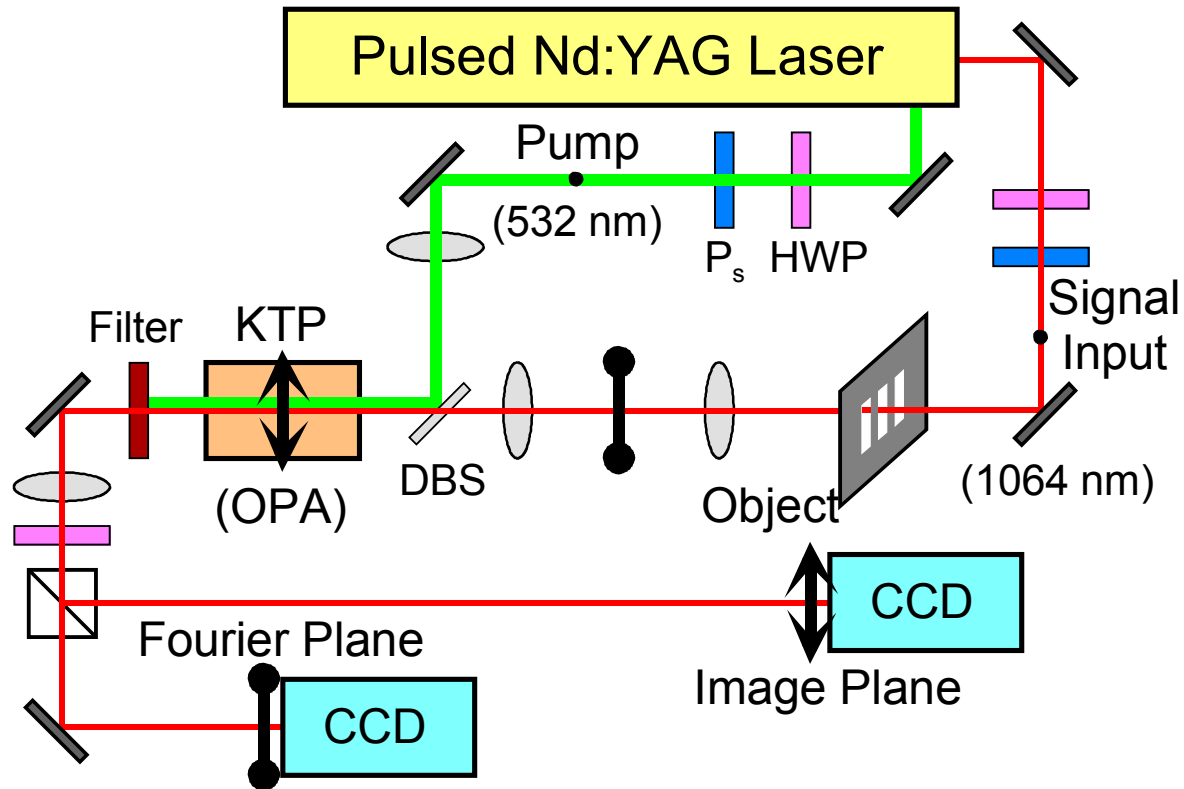 Pulsed Nd:YAG Laser
Pump
(532 nm)
Pₛ
HWP
Signal
Input
Filter
KTP
(OPA)
DBS
Object
(1064 nm)
CCD
Image Plane
Fourier Plane
CCD